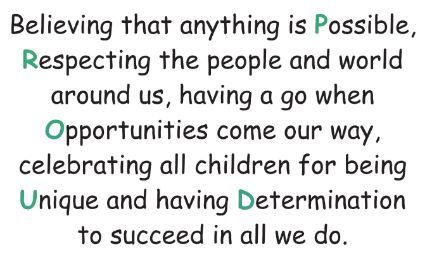 Believing that anything is Possible,
Respecting the people and world
around us, having a go when
Opportunities come our way,
celebrating all children for being
Unique and having Determination
to succeed in all we do.